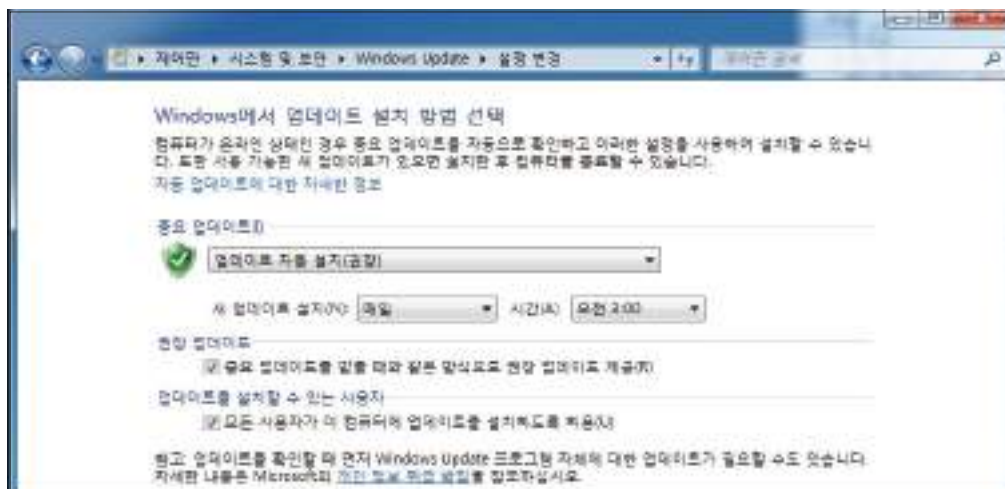 제어판 ▸ 시스템 및 보안 ▸ Windows Update ▸ 설정 변경
제어판 검색
Windows에서 업데이트 설치 방법 선택
컴퓨터가 온라인 상태인 경우 중요 업데이트를 자동으로 확인하고 이러한 설정을 사용하여 설치할 수 있습니
다. 또한 사용 가능한 새 업데이트가 있으면 설치한 후 컴퓨터를 종료할 수 있습니다.
자동 업데이트에 대한 자세한 정보
중요 업데이트(I)
업데이트 자동 설치(권장)
새 업데이트 설치(N): 매일 시간(A): 오전 3:00
권장 업데이트
중요 업데이트를 받을 때와 같은 방식으로 권장 업데이트 제공(R)
업데이트를 설치할 수 있는 사용자
모든 사용자가 이 컴퓨터에 업데이트를 설치하도록 허용(U)
참고: 업데이트를 확인할 때 먼저 Windows Update 프로그램 자체에 대한 업데이트가 필요할 수도 있습니다.
자세한 내용은 Microsoft의 개인 정보 취급 방침을 참조하십시오.